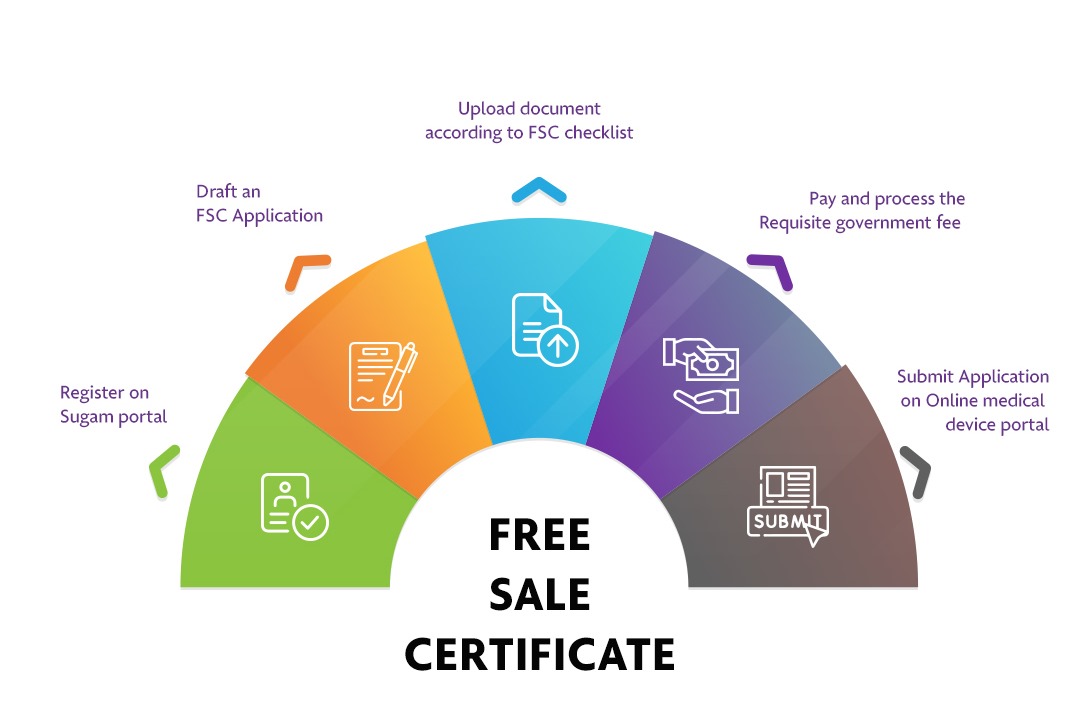 Upload document
according to FSC checklist
Draft an
FSC Application
Pay and process the
Requisite government fee
Register on
Sugam portal
Submit Application
on Online medical
device portal
SUBMIT
FREE
SALE
CERTIFICATE